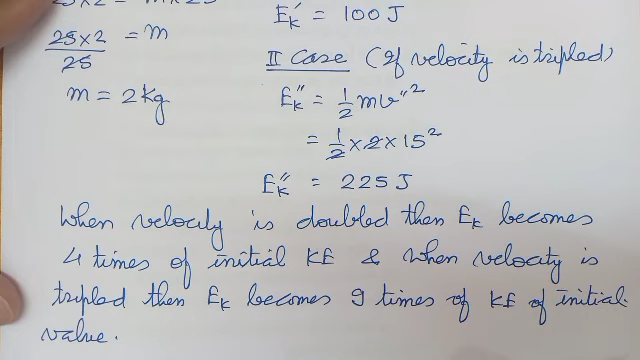 25×2 = m×25
E'ₖ = 100 J
25×2 = m
25
II Case (If velocity is tripled)
m = 2 kg
E''ₖ = 1/2 mv''²
= 1/2 × 2 × 15²
E''ₖ = 225 J
When velocity is doubled then Eₖ becomes
4 times of initial KE & when velocity is
tripled then Eₖ becomes 9 times of KE of initial
value.